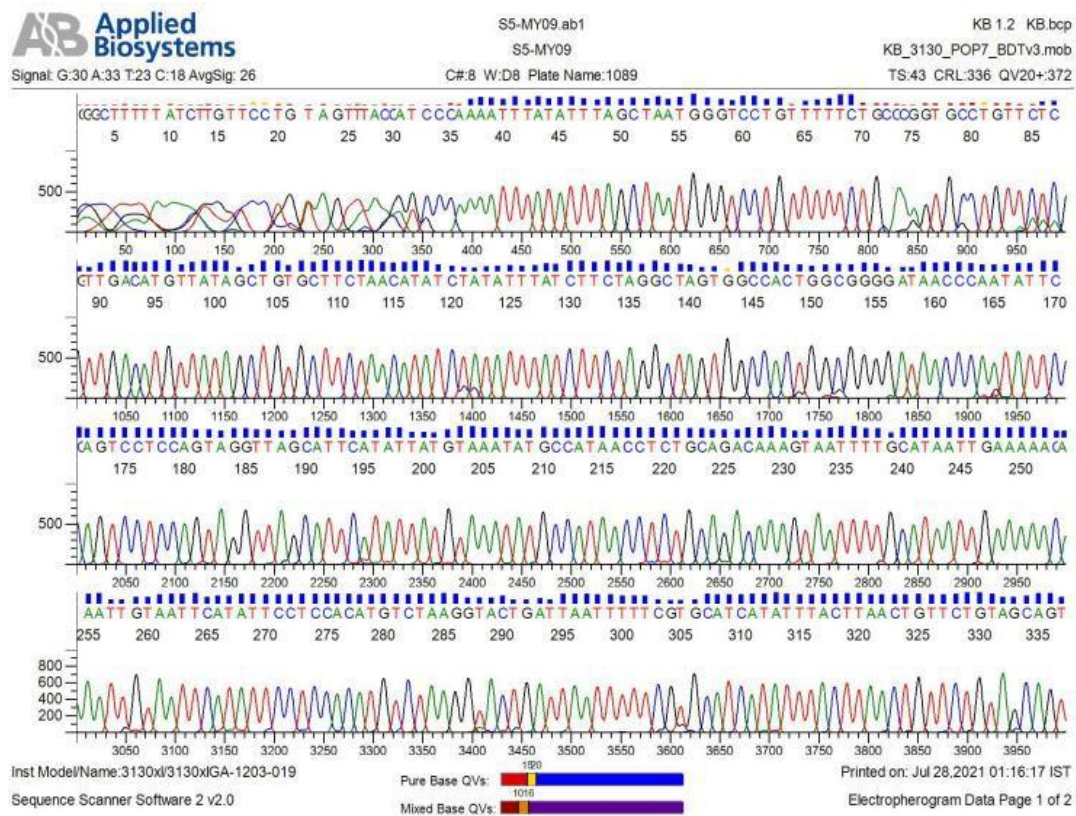 AB Applied Biosystems
S5-MY09.ab1
KB 1.2 KB.bcp
S5-MY09
KB_3130_POP7_BDTv3.mob
Signal: G:30 A:33 T:23 C:18 AvgSig: 26
C#:8 W:D8 Plate Name:1089
TS:43 CRL:336 QV20+:372
GGCTTTTTATCTTGTTCCTGTAGTTTACCATCCCAAAATTTATATTTAGCTAATGGGTCCTGTTTTTCTGCCCGGTGCCTGTTCTC
5 10 15 20 25 30 35 40 45 50 55 60 65 70 75 80 85
500
50 100 150 200 250 300 350 400 450 500 550 600 650 700 750 800 850 900 950
GTTGACATGTTATAGCTGTGCTTCTAACATATCTATATTTATCTTCTAGGCTAGTGGCCACTGGCGGGGATAACCCAATATTC
90 95 100 105 110 115 120 125 130 135 140 145 150 155 160 165 170
500
1050 1100 1150 1200 1250 1300 1350 1400 1450 1500 1550 1600 1650 1700 1750 1800 1850 1900 1950
CAGTCCTCCAGTAGGTTAGCATTCATATTATGTAAATATGCCATAACCTCTGCAGACAAAGTAATTTTGCATAATTGAAAAACA
175 180 185 190 195 200 205 210 215 220 225 230 235 240 245 250
500
2050 2100 2150 2200 2250 2300 2350 2400 2450 2500 2550 2600 2650 2700 2750 2800 2850 2900 2950
AATTGTAATTCATATTCCTCCACATGTCTAAGGTACTGATTAATTTTTCGTGCATCATATTTACTTAACTGTTCTGTAGCAGT
255 260 265 270 275 280 285 290 295 300 305 310 315 320 325 330 335
800
600
400
200
3050 3100 3150 3200 3250 3300 3350 3400 3450 3500 3550 3600 3650 3700 3750 3800 3850 3900 3950
Inst Model/Name:3130xl/3130xlGA-1203-019
Pure Base QVs:
1520
Printed on: Jul 28,2021 01:16:17 IST
Sequence Scanner Software 2 v2.0
Mixed Base QVs:
1016
Electropherogram Data Page 1 of 2